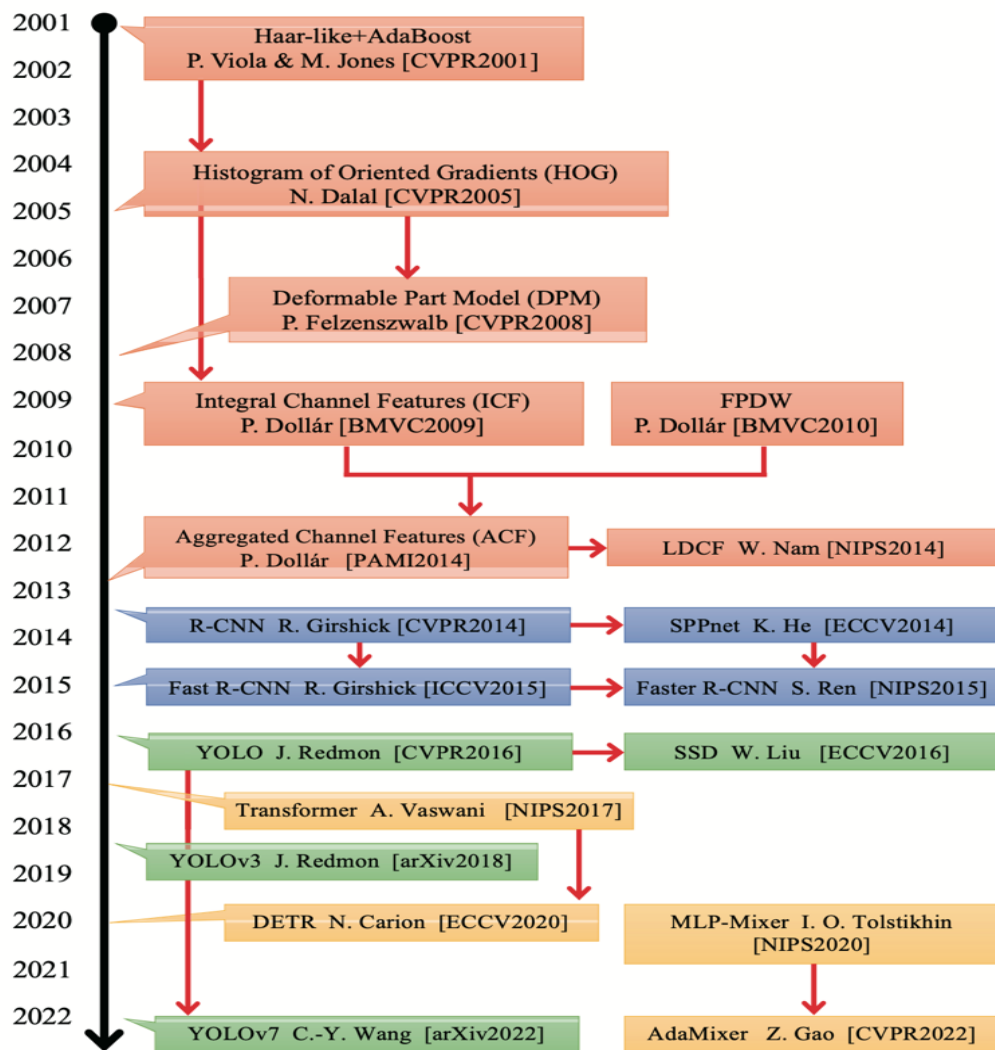 2001
Haar-like+AdaBoost
P. Viola & M. Jones [CVPR2001]
2002
2003
2004
Histogram of Oriented Gradients (HOG)
N. Dalal [CVPR2005]
2005
2006
Deformable Part Model (DPM)
2007
P. Felzenszwalb [CVPR2008]
2008
2009
Integral Channel Features (ICF)
P. Dollár [BMVC2009]
FPDW
P. Dollár [BMVC2010]
2010
2011
Aggregated Channel Features (ACF)
P. Dollár [PAMI2014]
2012
LDCF W. Nam [NIPS2014]
2013
R-CNN R. Girshick [CVPR2014]
SPPnet K. He [ECCV2014]
2014
2015
Fast R-CNN R. Girshick [ICCV2015]
Faster R-CNN S. Ren [NIPS2015]
2016
YOLO J. Redmon [CVPR2016]
SSD W. Liu [ECCV2016]
2017
Transformer A. Vaswani [NIPS2017]
2018
YOLOv3 J. Redmon [arXiv2018]
2019
2020
DETR N. Carion [ECCV2020]
MLP-Mixer I. O. Tolstikhin
[NIPS2020]
2021
2022
YOLOv7 C.-Y. Wang [arXiv2022]
AdaMixer Z. Gao [CVPR2022]